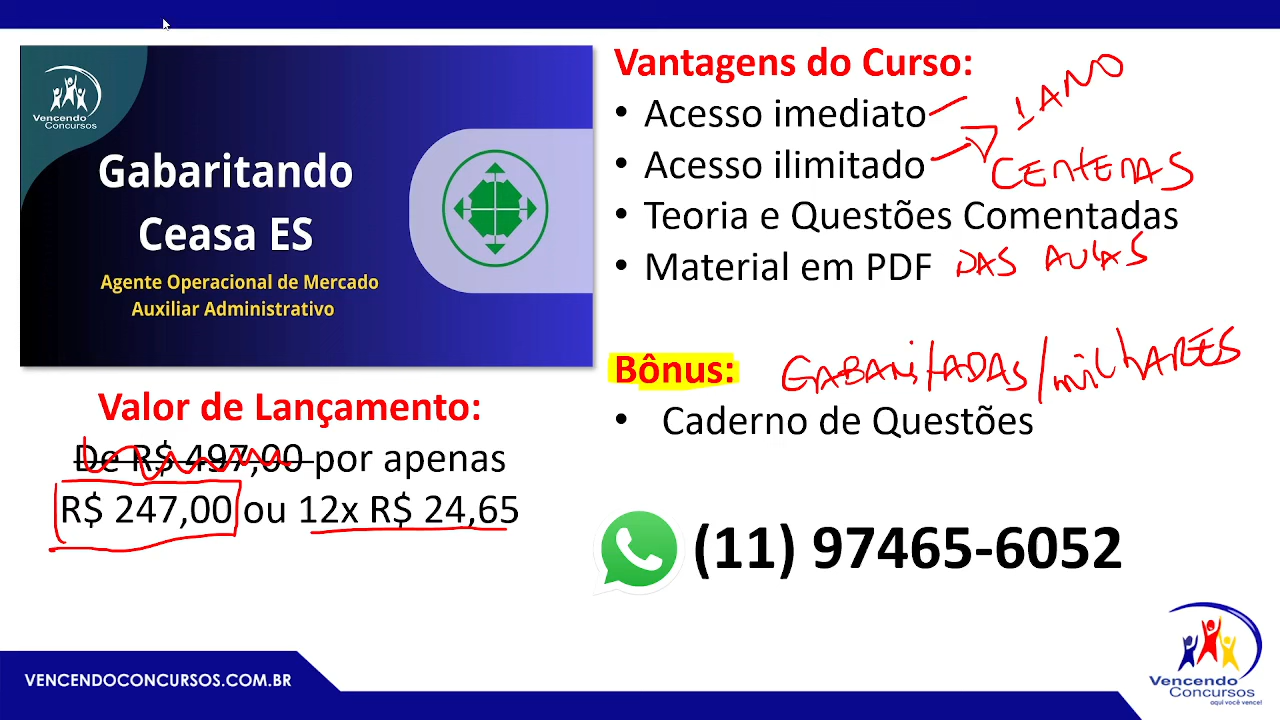 Vencendo
Concursos
Gabaritando
Ceasa ES
Agente Operacional de Mercado
Auxiliar Administrativo
Valor de Lançamento:
De R$ 497,00 por apenas
R$ 247,00 ou 12x R$ 24,65
Vantagens do Curso:
• Acesso imediato
1 ANO
• Acesso ilimitado
CENTENAS
• Teoria e Questões Comentadas
• Material em PDF DAS AULAS
Bônus: GABARITADAS/milhARES
• Caderno de Questões
(11) 97465-6052
VENCENDOCONCURSOS.COM.BR
Vencendo
Concursos
aqui você vence!